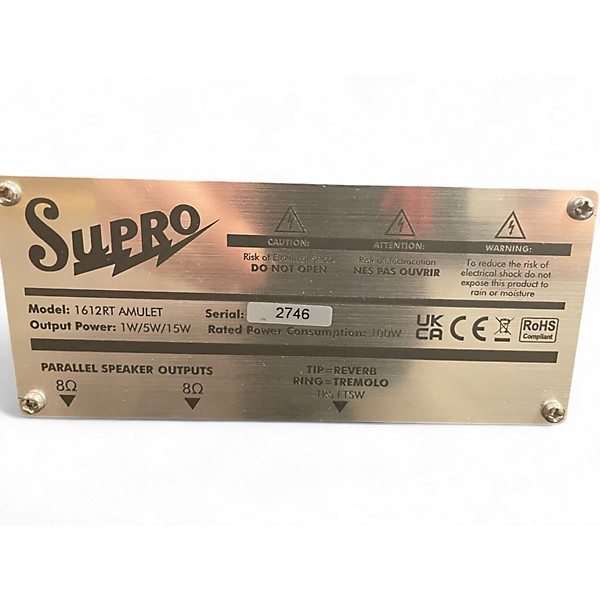 SUPRO
CAUTION:
Risk of Electrical Shock
DO NOT OPEN
ATTENTION:
Risk d'electrocution
NES PAS OUVRIR
WARNING:
To reduce the risk of
electrical shock do not
expose this product to
rain or moisture
Model: 1612RT AMULET
Output Power: 1W/5W/15W
Serial: 2746
Rated Power Consumption: 100W
UK
CA
CE
RoHS
Compliant
PARALLEL SPEAKER OUTPUTS
8Ω
8Ω
TIP=REVERB
RING=TREMOLO
TRS FTSW